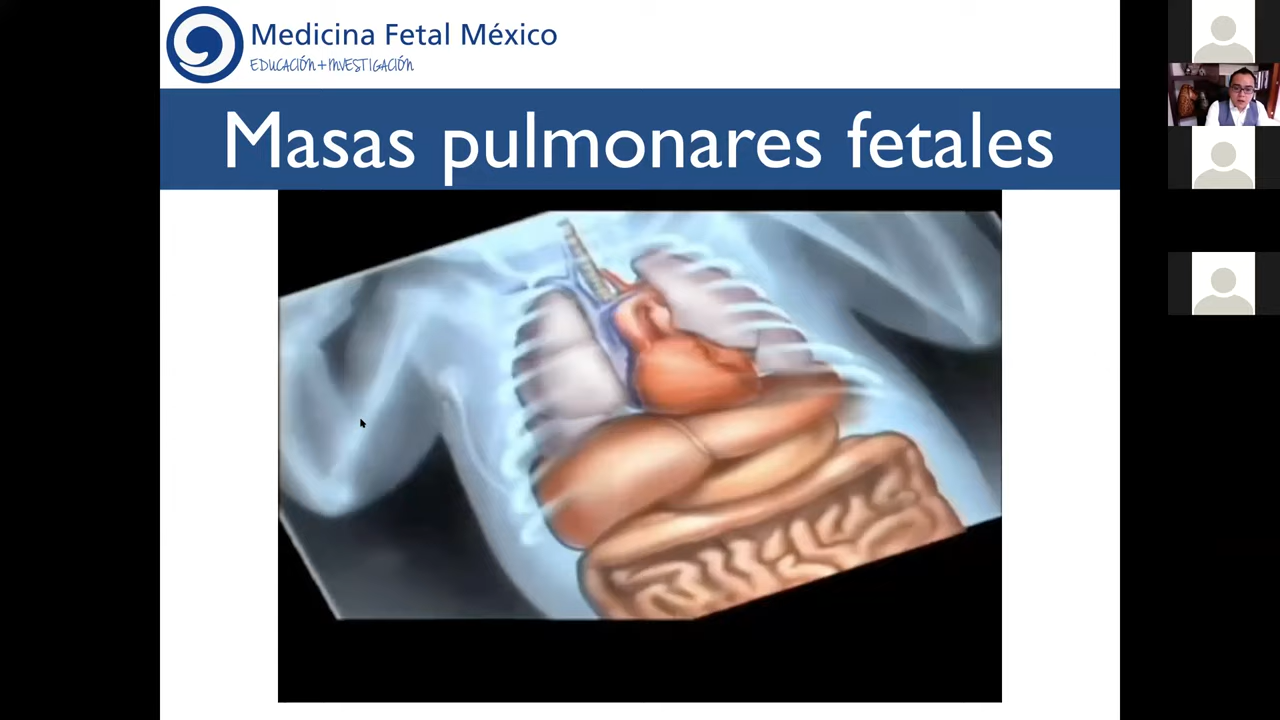 Medicina Fetal México
EDUCACIÓN+INVESTIGACIÓN
Masas pulmonares fetales